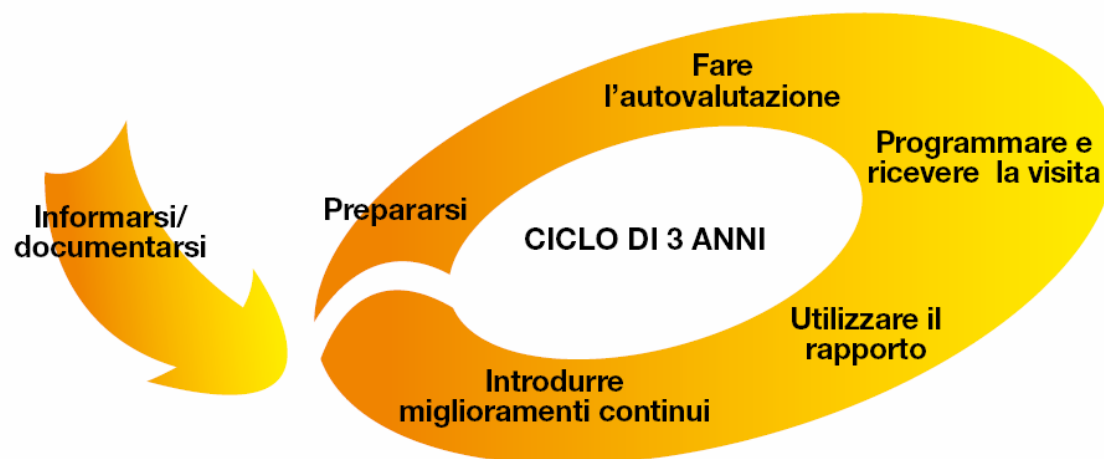 Informarsi/
documentarsi
Prepararsi
Fare
l'autovalutazione
Programmare e
ricevere la visita
CICLO DI 3 ANNI
Utilizzare il
rapporto
Introdurre
miglioramenti continui